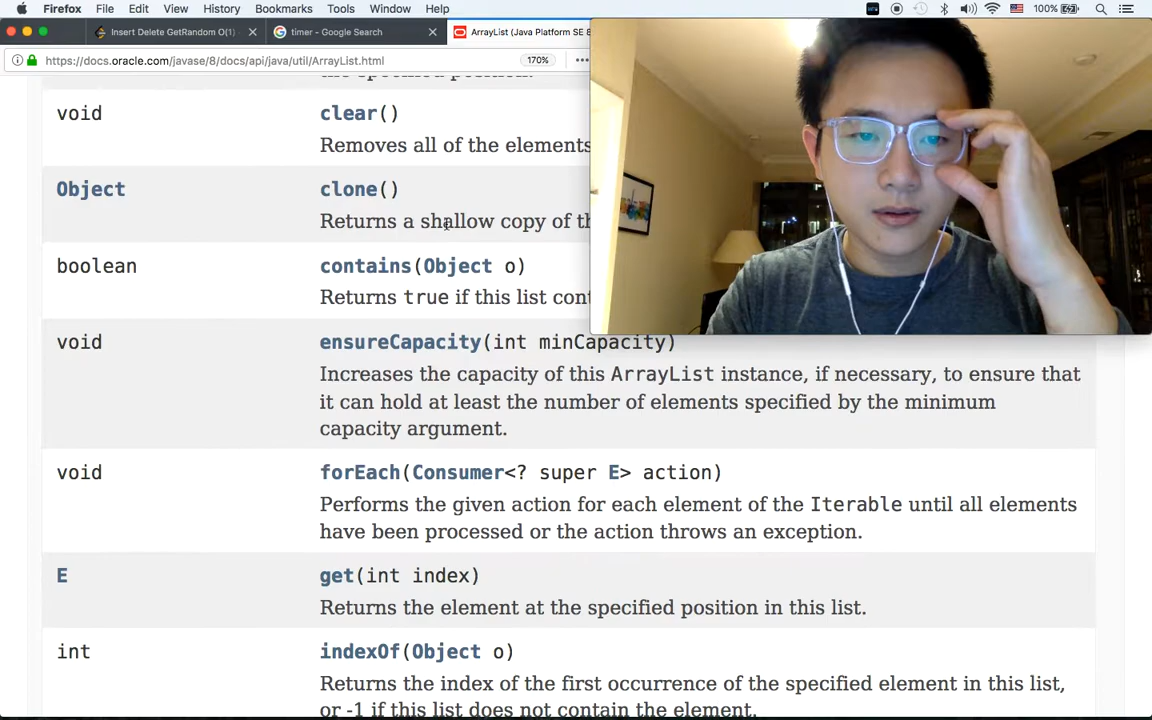 Firefox File Edit View History Bookmarks Tools Window Help 100%
Insert Delete GetRandom O(1) × timer - Google Search × ArrayList (Java Platform SE 8
https://docs.oracle.com/javase/8/docs/api/java/util/ArrayList.html 170% •••
the specified position.
void clear()
Removes all of the elements
Object clone()
Returns a shallow copy of th
boolean contains(Object o)
Returns true if this list cont
void ensureCapacity(int minCapacity)
Increases the capacity of this ArrayList instance, if necessary, to ensure that
it can hold at least the number of elements specified by the minimum
capacity argument.
void forEach(Consumer<? super E> action)
Performs the given action for each element of the Iterable until all elements
have been processed or the action throws an exception.
E get(int index)
Returns the element at the specified position in this list.
int indexOf(Object o)
Returns the index of the first occurrence of the specified element in this list,
or -1 if this list does not contain the element.